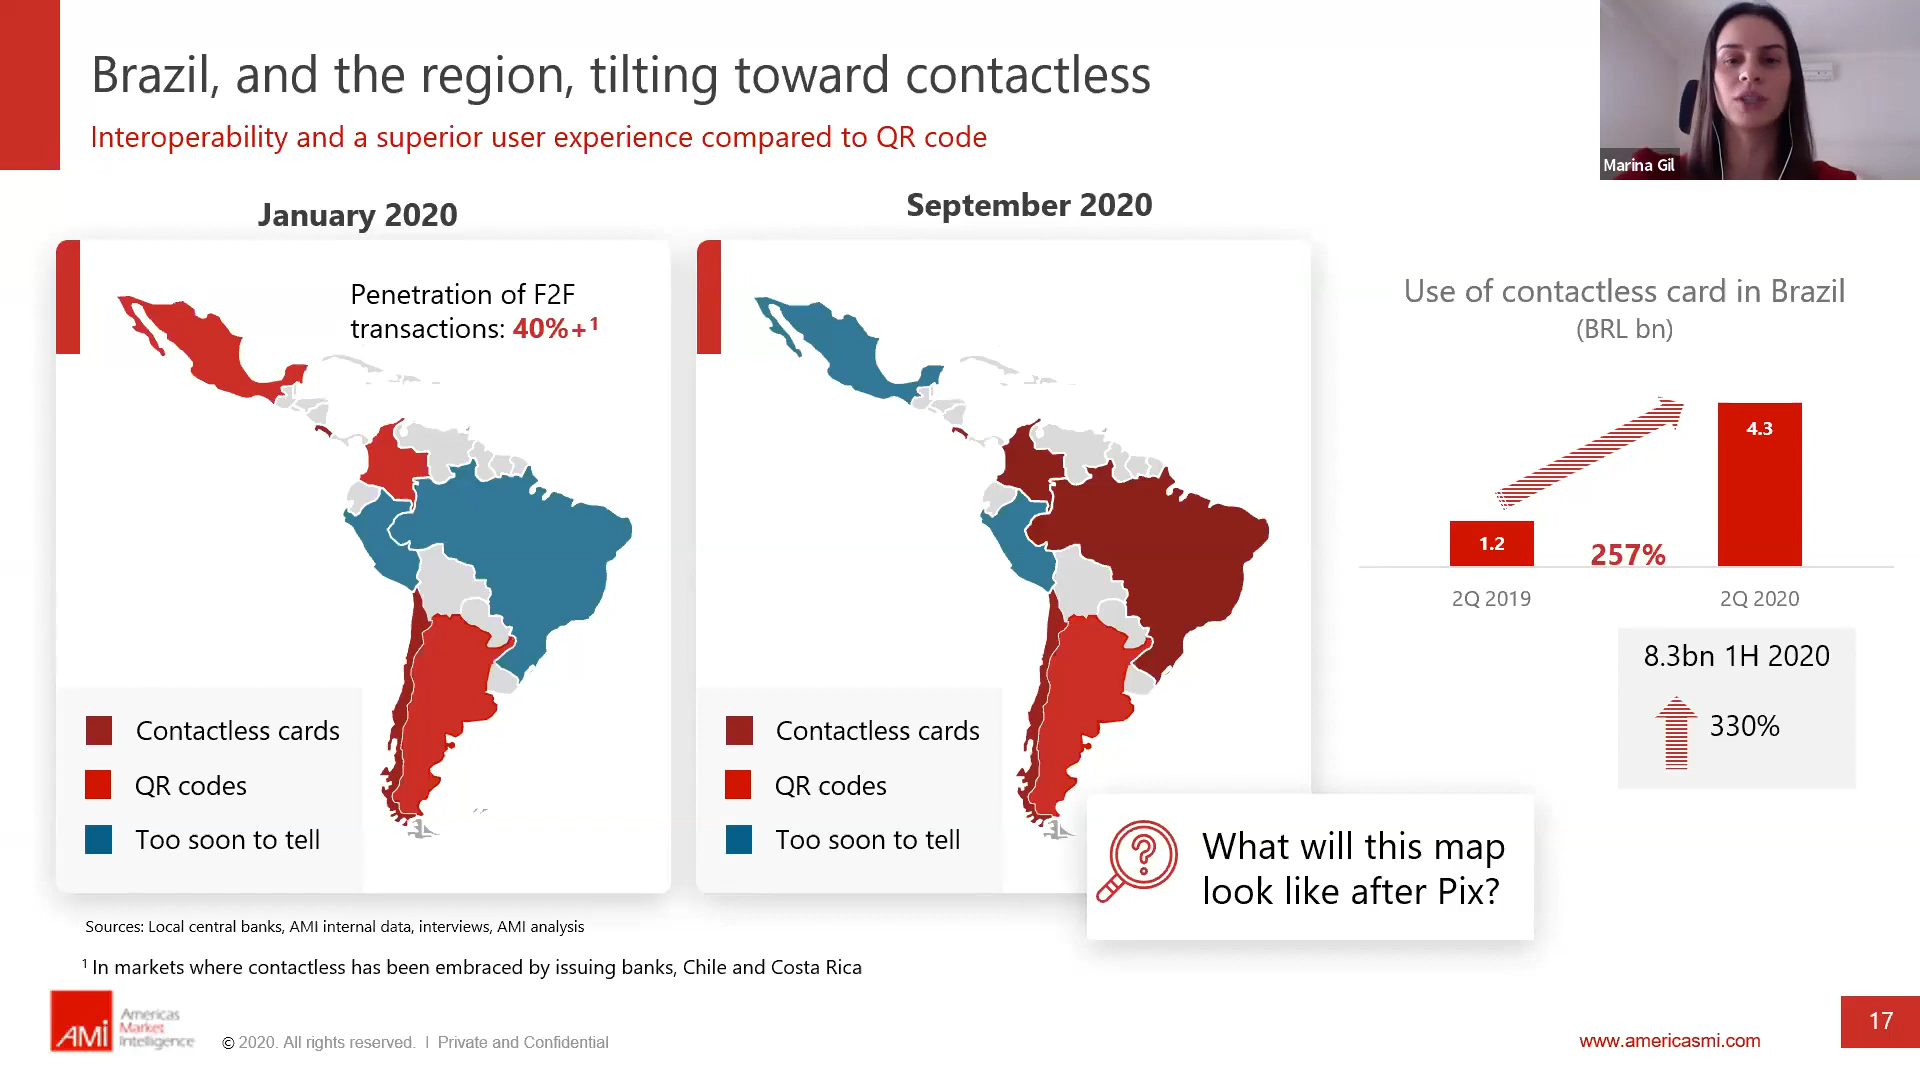 Brazil, and the region, tilting toward contactless
Interoperability and a superior user experience compared to QR code
Marina Gil
January 2020
Penetration of F2F
transactions: 40%+¹
Contactless cards
QR codes
Too soon to tell
September 2020
Contactless cards
QR codes
Too soon to tell
Use of contactless card in Brazil
(BRL bn)
1.2
257%
4.3
2Q 2019
2Q 2020
8.3bn 1H 2020
330%
What will this map
look like after Pix?
Sources: Local central banks, AMI internal data, interviews, AMI analysis
¹ In markets where contactless has been embraced by issuing banks, Chile and Costa Rica
AMi
Americas
Market
Intelligence
© 2020. All rights reserved. | Private and Confidential
www.americasmi.com
17